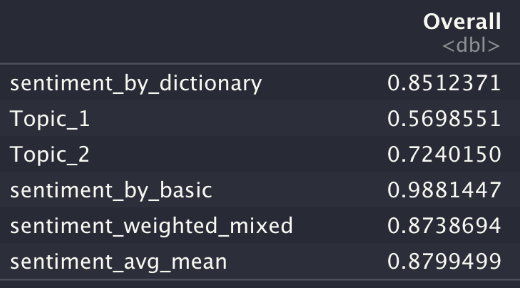 Overall
<dbl>
sentiment_by_dictionary 0.8512371
Topic_1 0.5698551
Topic_2 0.7240150
sentiment_by_basic 0.9881447
sentiment_weighted_mixed 0.8738694
sentiment_avg_mean 0.8799499